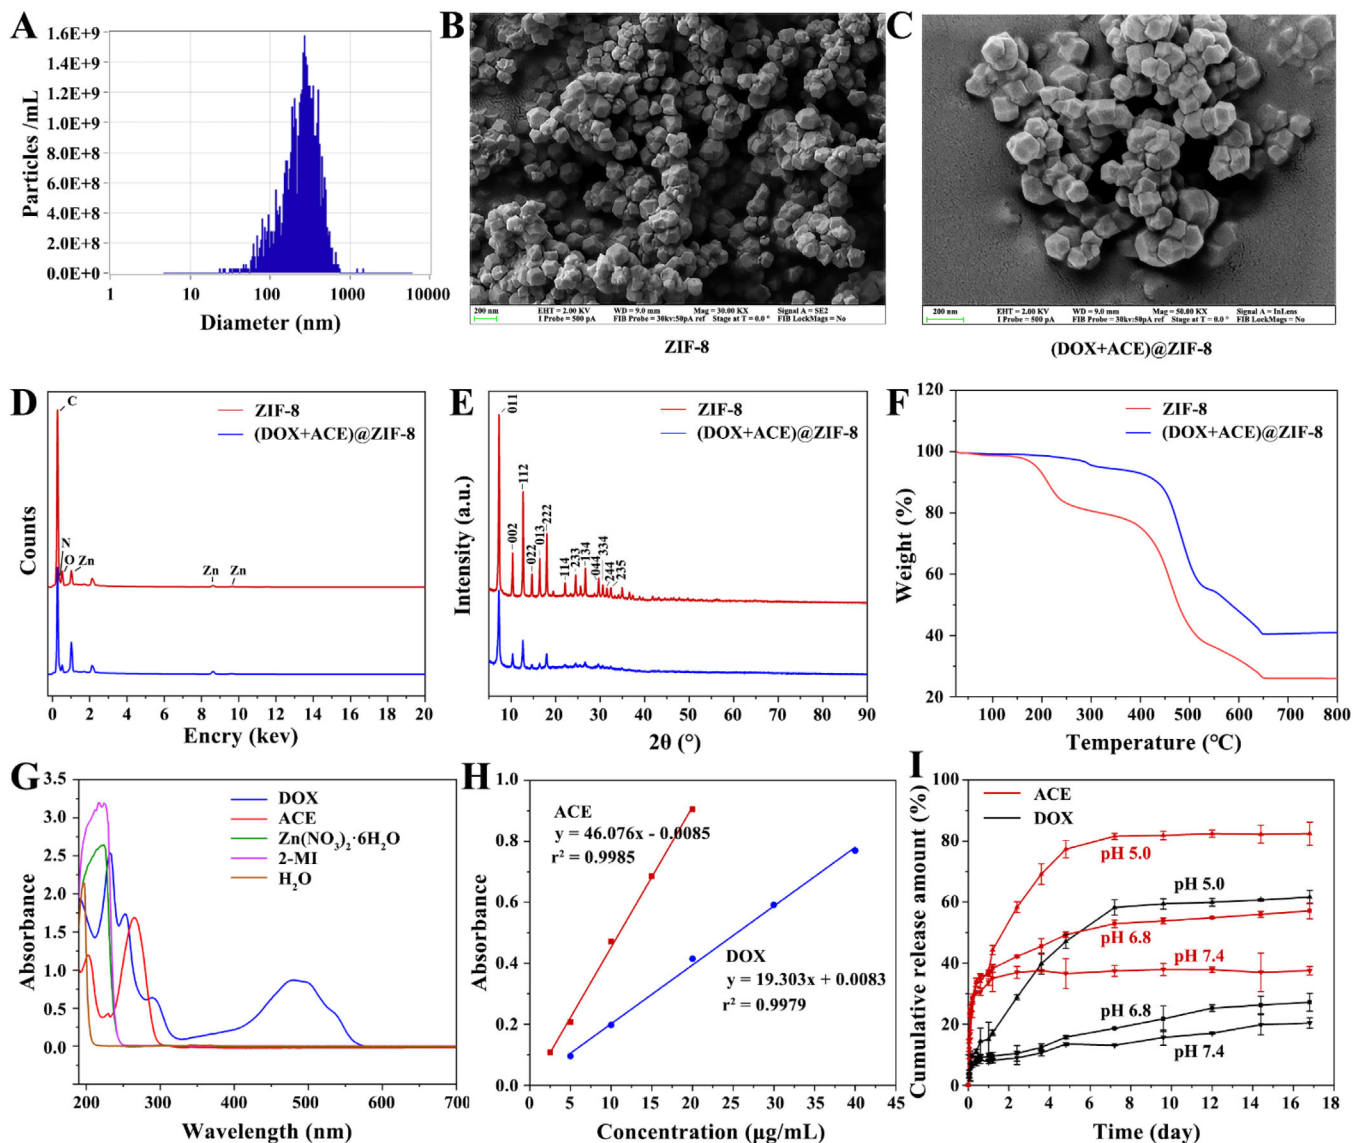 A
1.6E+9
1.4E+9
1.2E+9
1.0E+9
8.0E+8
6.0E+8
4.0E+8
2.0E+8
0.0E+0
Particles /mL
1 10 100 1000 10000
Diameter (nm)
B
200 nm
EHT = 2.00 KV WD = 9.0 mm Mag = 30.00 KX Signal A = SE2
I Probe = 500 pA FIB Probe = 30kv:50pA ref Stage at T = 0.0 ° FIB LockMags = No
ZIF-8
C
200 nm
EHT = 2.00 KV WD = 9.0mm Mag = 50.00 KX Signal A = InLens
I Probe = 500 pA FIB Probe = 30kv:50pA ref Stage at T = 0.0 ° FIB LockMags = No
(DOX+ACE)@ZIF-8
D
C
ZIF-8
(DOX+ACE)@ZIF-8
N
O
Zn
Zn
Zn
Counts
0 2 4 6 8 10 12 14 16 18 20
Encry (kev)
E
ZIF-8
(DOX+ACE)@ZIF-8
011
002
112
022
013
222
114
233
134
044
334
244
235
Intensity (a.u.)
10 20 30 40 50 60 70 80 90
2θ (°)
F
ZIF-8
(DOX+ACE)@ZIF-8
120
100
80
60
40
20
Weight (%)
100 200 300 400 500 600 700 800
Temperature (°C)
G
3.5
3.0
2.5
2.0
1.5
1.0
0.5
0.0
Absorbance
DOX
ACE
Zn(NO₃)₂·6H₂O
2-MI
H₂O
200 300 400 500 600 700
Wavelength (nm)
H
1.0
0.8
0.6
0.4
0.2
0.0
Absorbance
ACE
y = 46.076x - 0.0085
r² = 0.9985
DOX
y = 19.303x + 0.0083
r² = 0.9979
0 5 10 15 20 25 30 35 40 45
Concentration (µg/mL)
I
100
80
60
40
20
0
Cumulative release amount (%)
ACE
DOX
pH 5.0
pH 5.0
pH 6.8
pH 7.4
pH 6.8
pH 7.4
0 2 4 6 8 10 12 14 16 18
Time (day)